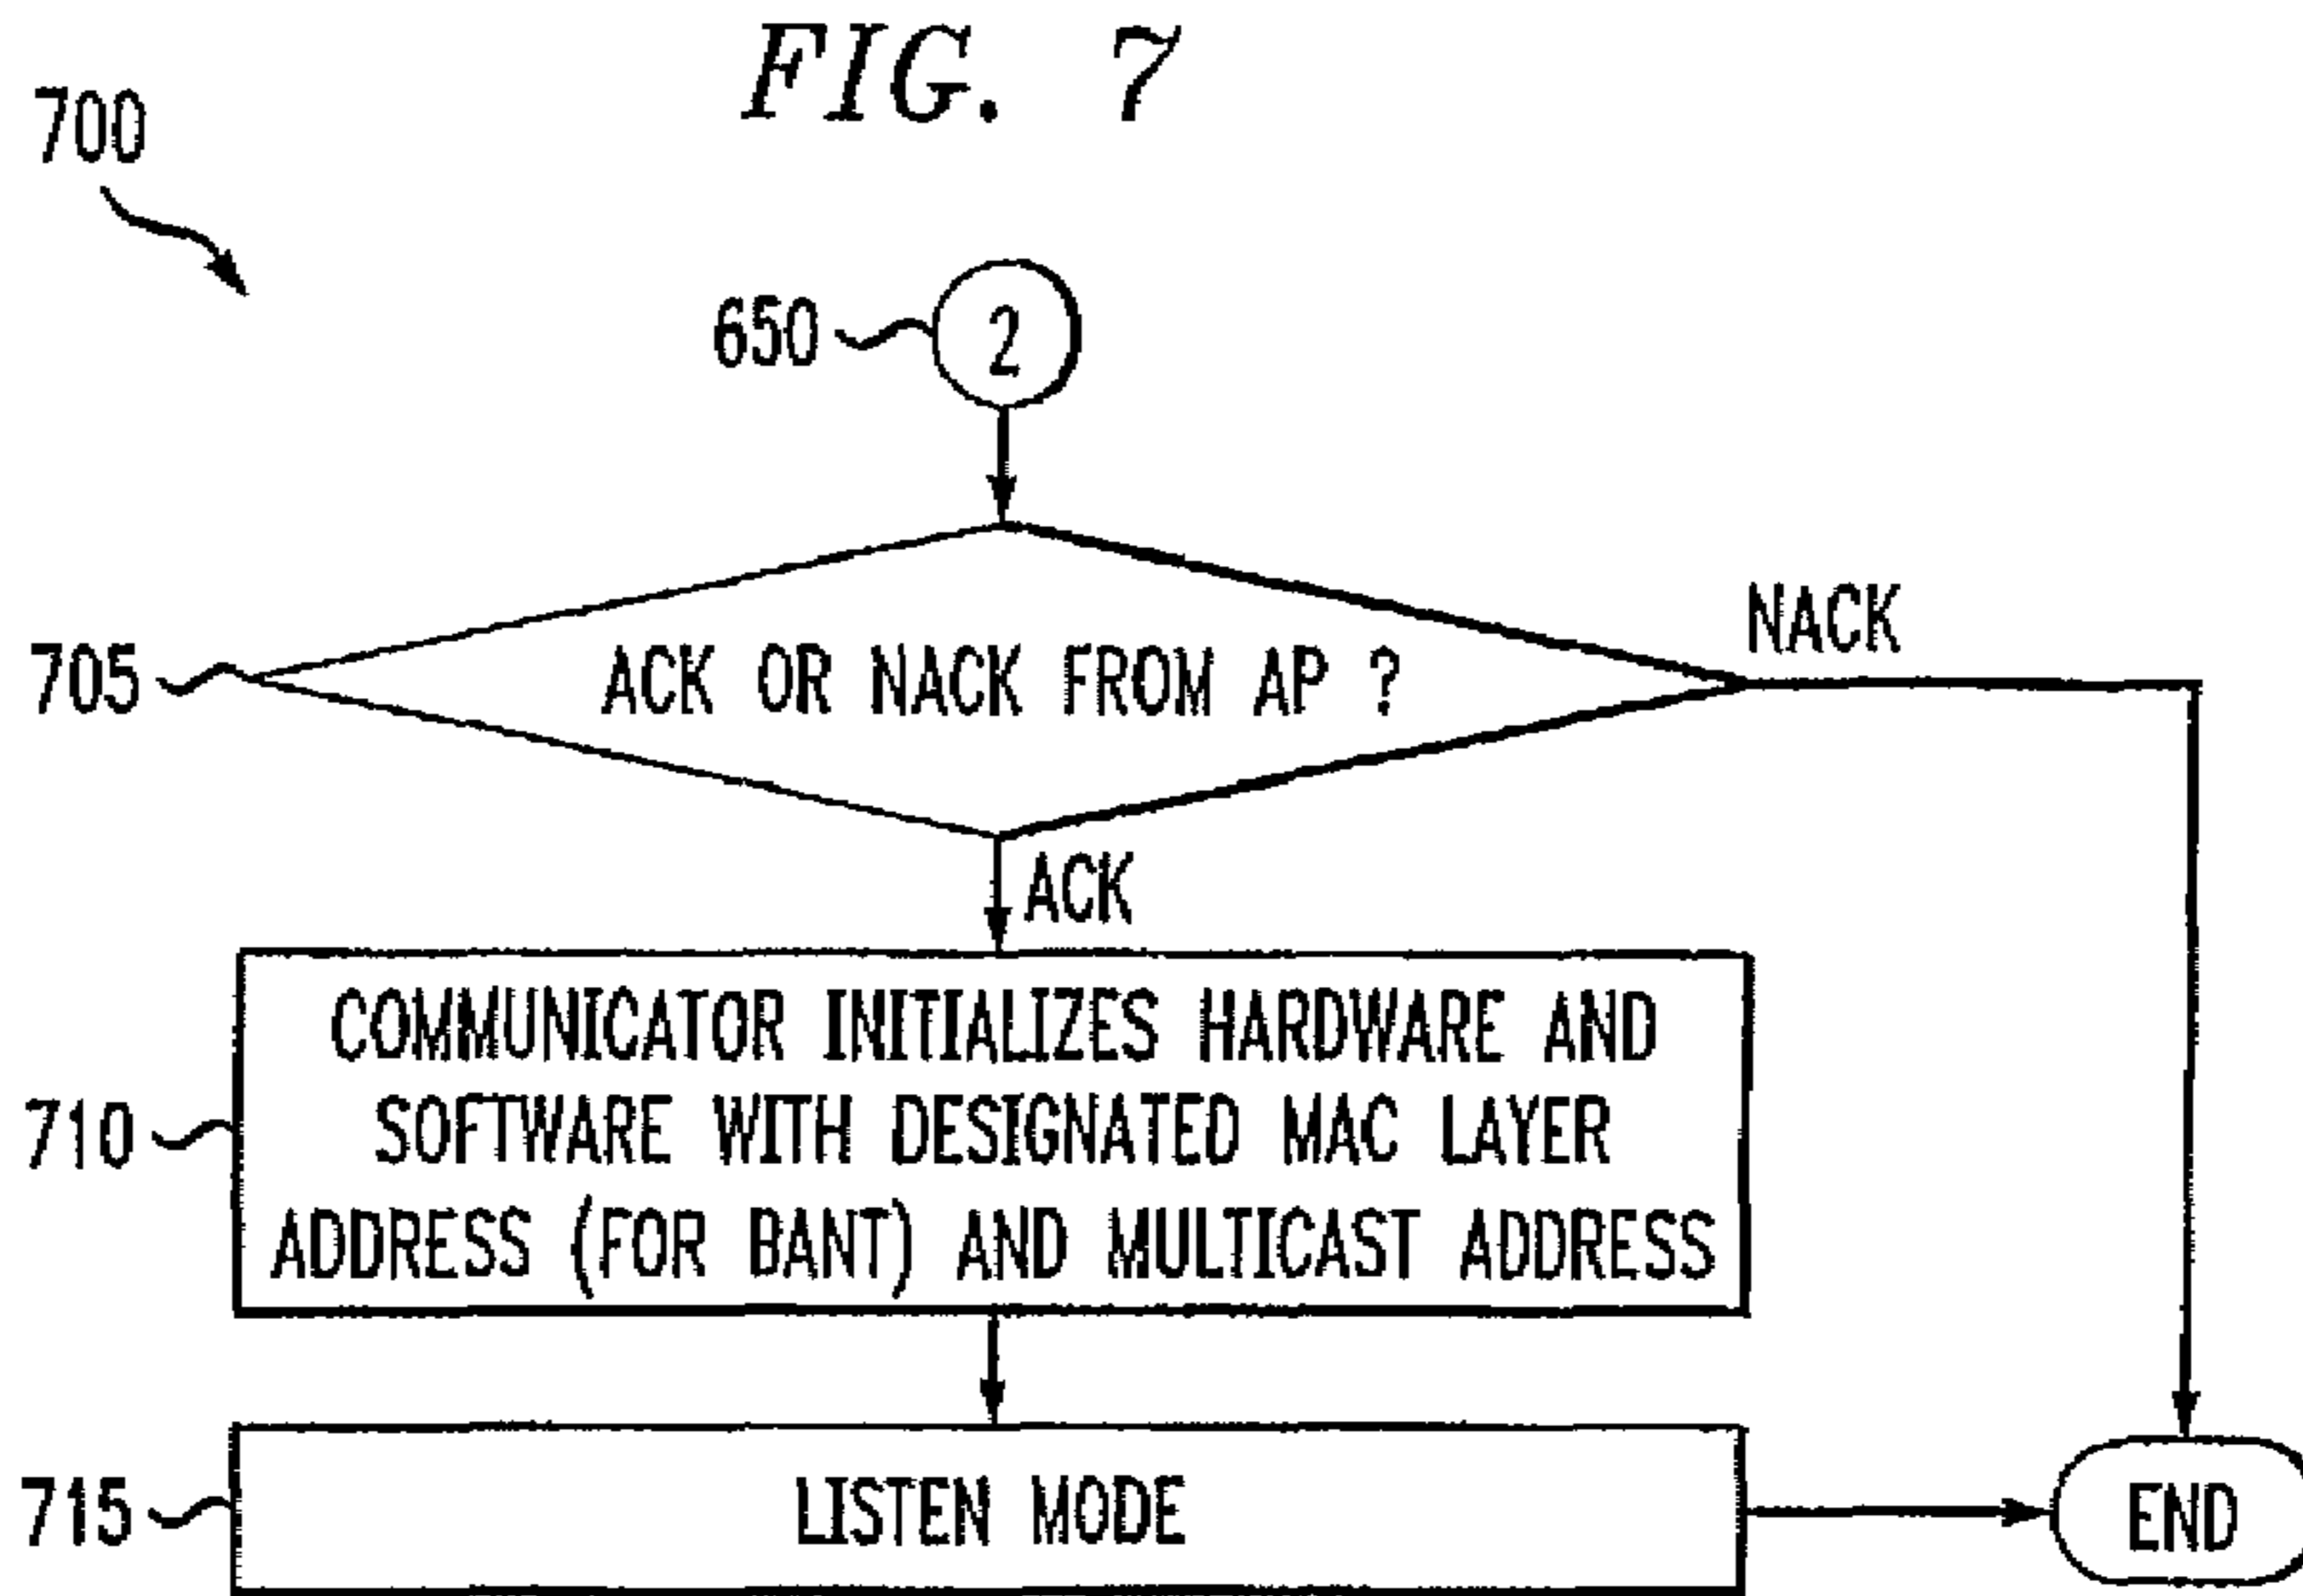 FIG. 7
700
650
2
705
ACK OR NACK FROM AP ?
NACK
ACK
710
COMMUNICATOR INITIALIZES HARDWARE AND
SOFTWARE WITH DESIGNATED MAC LAYER
ADDRESS (FOR BANT) AND MULTICAST ADDRESS
715
LISTEN MODE
END